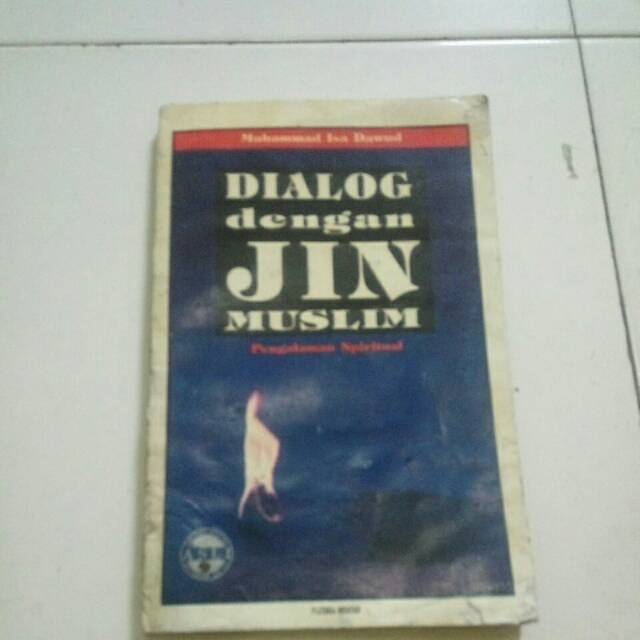 Muhammad Isa Dawud
DIALOG
dengan
JIN
MUSLIM
Pengalaman Spiritual